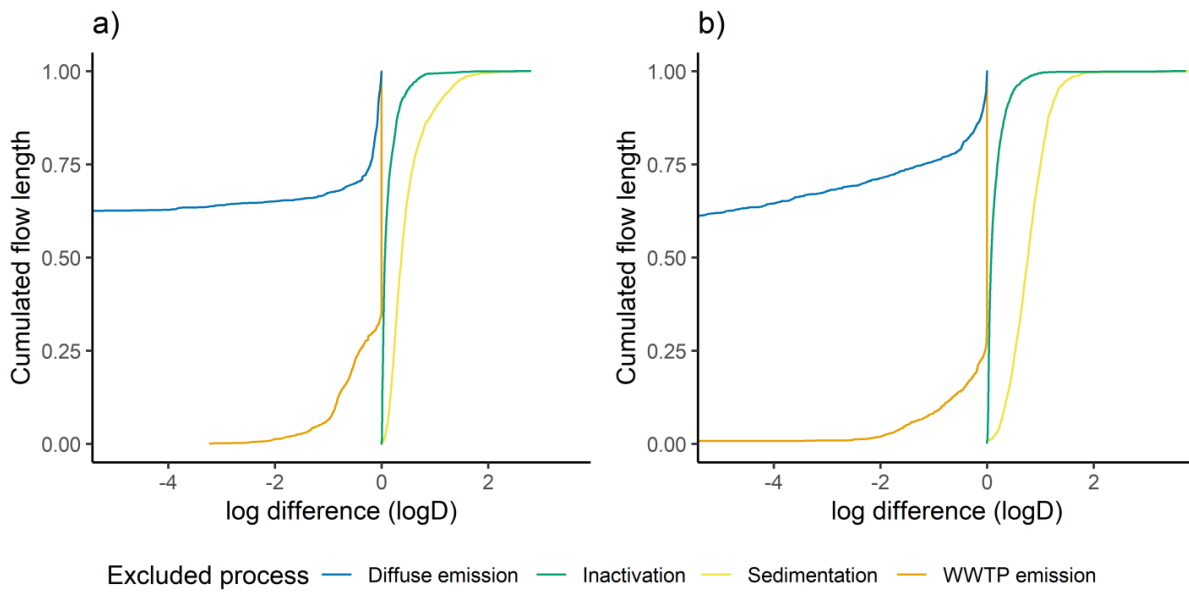 a)
1.00
0.75
0.50
0.25
0.00
Cumulated flow length
-4
-2
0
2
log difference (logD)
b)
1.00
0.75
0.50
0.25
0.00
Cumulated flow length
-4
-2
0
2
log difference (logD)
Excluded process Diffuse emission Inactivation Sedimentation WWTP emission